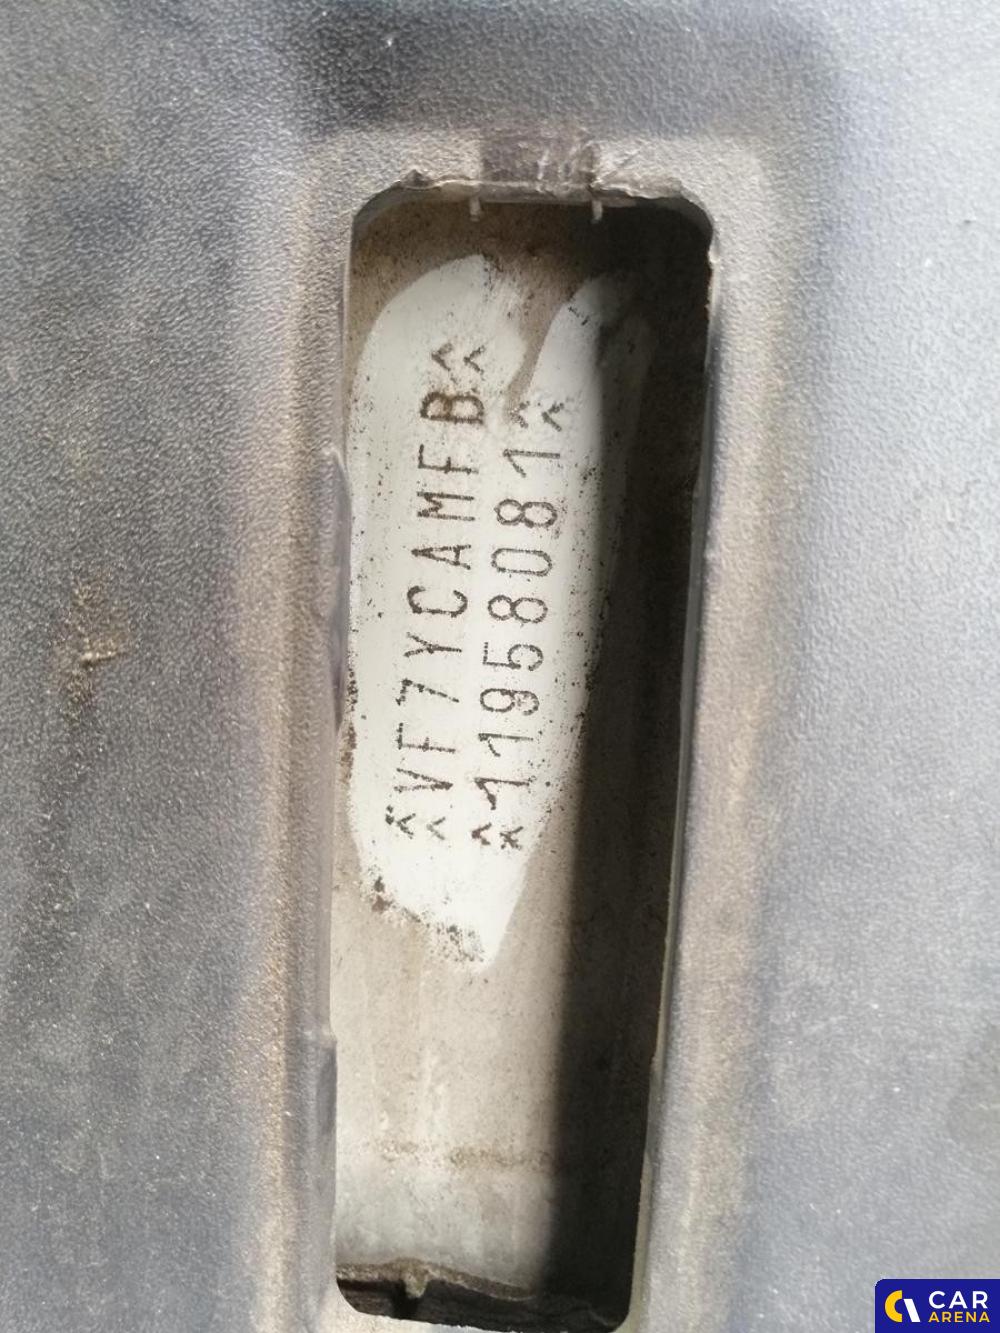 VF7YCAMFB
*11958081
CAR
ARENA